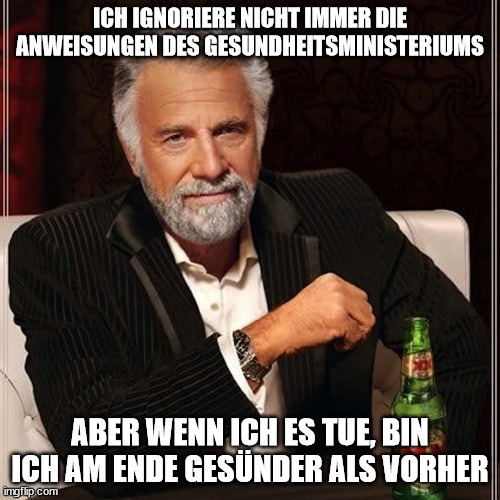 ICH IGNORIERE NICHT IMMER DIE
ANWEISUNGEN DES GESUNDHEITSMINISTERIUMS
ABER WENN ICH ES TUE, BIN
ICH AM ENDE GESÜNDER ALS VORHER
imgflip.com